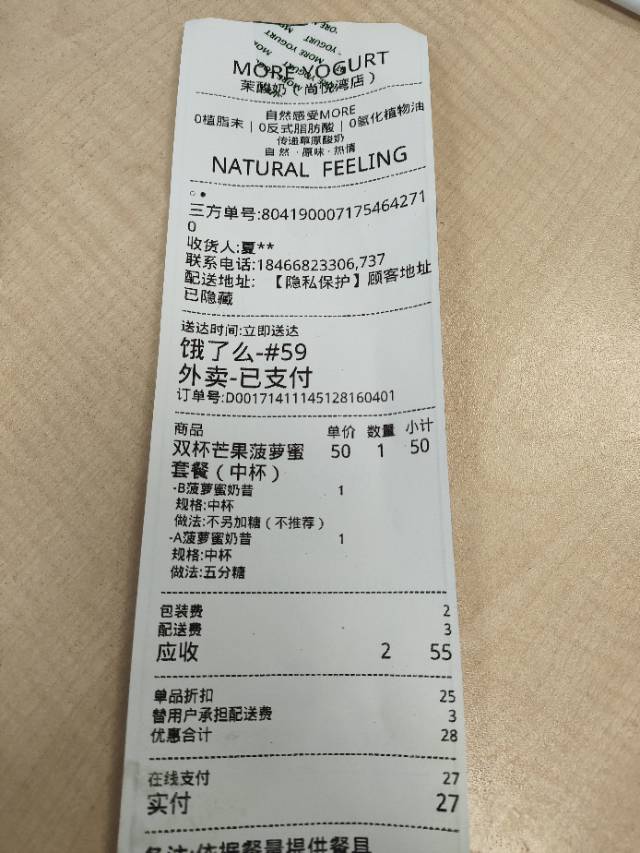 MORE YOGURT
茉酸奶（尚悦湾店）
自然感受MORE
0植脂末 | 0反式脂肪酸 | 0氢化植物油
传递草原酸奶
自然·原味·热情
NATURAL FEELING
三方单号:804190007175464271
0
收货人:夏**
联系电话:18466823306,737
配送地址: 【隐私保护】顾客地址
已隐藏
送达时间:立即送达
饿了么-#59
外卖-已支付
订单号:D00171411145128160401
商品 单价 数量 小计
双杯芒果菠萝蜜 50 1 50
套餐（中杯）
-B菠萝蜜奶昔 1
规格:中杯
做法:不另加糖（不推荐）
-A菠萝蜜奶昔 1
规格:中杯
做法:五分糖
包装费 2
配送费 3
应收 2 55
单品折扣 25
替用户承担配送费 3
优惠合计 28
在线支付 27
实付 27
备注:依据餐量提供餐具